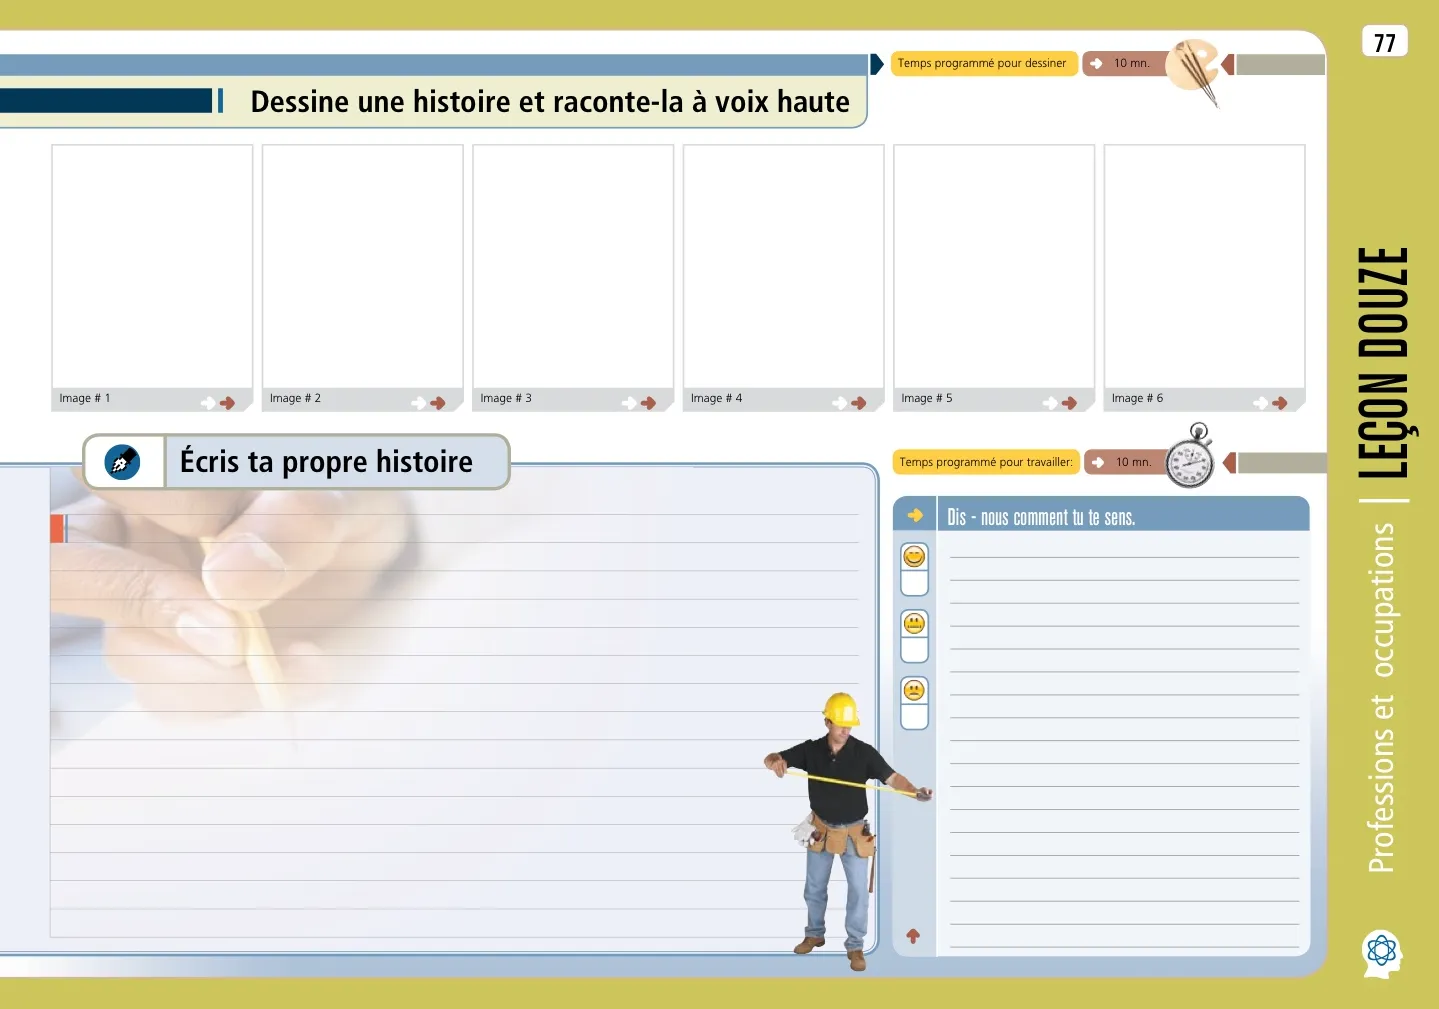 77
Temps programmé pour dessiner
10 mn.
Dessine une histoire et raconte-la à voix haute
Image # 1
Image # 2
Image # 3
Image # 4
Image # 5
Image # 6
Écris ta propre histoire
Temps programmé pour travailler:
10 mn.
Dis - nous comment tu te sens.
LEÇON DOUZE
Professions et occupations